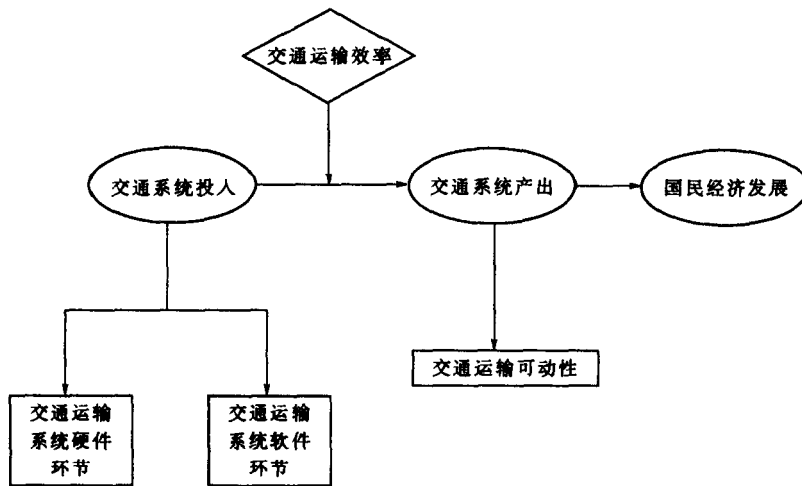 交通运输效率
交通系统投人
交通系统产出
国民经济发展
交通运输可动性
交通运输
系统硬件
环节
交通运输
系统软件
环节